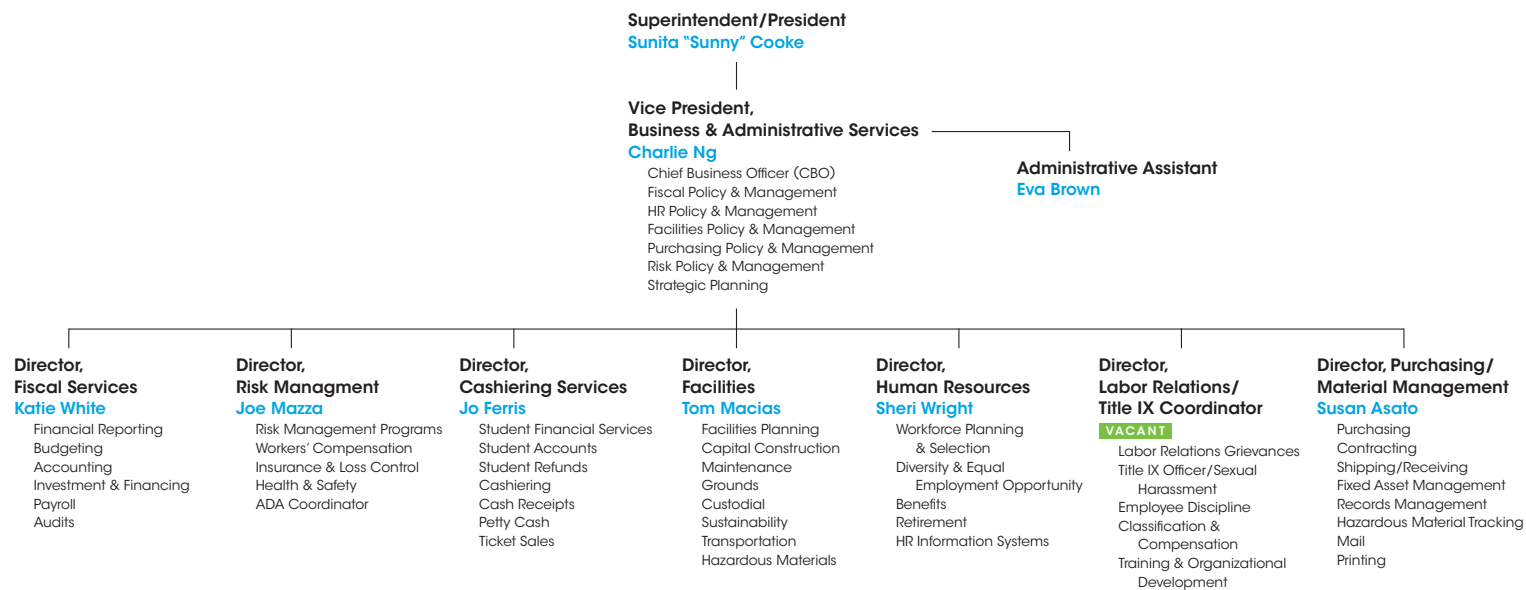 Superintendent/President
Sunita “Sunny” Cooke
Vice President,
Business & Administrative Services
Charlie Ng
Chief Business Officer (CBO)
Fiscal Policy & Management
HR Policy & Management
Facilities Policy & Management
Purchasing Policy & Management
Risk Policy & Management
Strategic Planning
Administrative Assistant
Eva Brown
Director,
Fiscal Services
Katie White
Financial Reporting
Budgeting
Accounting
Investment & Financing
Payroll
Audits
Director,
Risk Managment
Joe Mazza
Risk Management Programs
Workers’ Compensation
Insurance & Loss Control
Health & Safety
ADA Coordinator
Director,
Cashiering Services
Jo Ferris
Student Financial Services
Student Accounts
Student Refunds
Cashiering
Cash Receipts
Petty Cash
Ticket Sales
Director,
Facilities
Tom Macias
Facilities Planning
Capital Construction
Maintenance
Grounds
Custodial
Sustainability
Transportation
Hazardous Materials
Director,
Human Resources
Sheri Wright
Workforce Planning
& Selection
Diversity & Equal
Employment Opportunity
Benefits
Retirement
HR Information Systems
Director,
Labor Relations/
Title IX Coordinator
VACANT
Labor Relations Grievances
Title IX Officer/Sexual
Harassment
Employee Discipline
Classification &
Compensation
Training & Organizational
Development
Director, Purchasing/
Material Management
Susan Asato
Purchasing
Contracting
Shipping/Receiving
Fixed Asset Management
Records Management
Hazardous Material Tracking
Mail
Printing